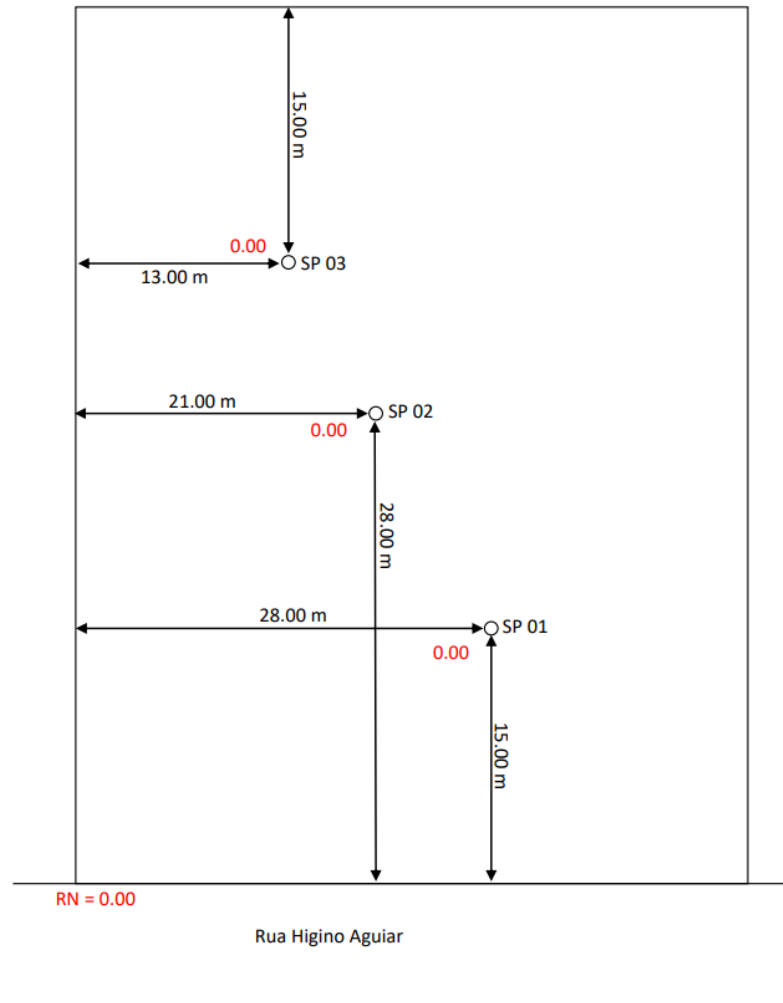 15.00 m
0.00
SP 03
13.00 m
21.00 m
SP 02
0.00
28.00 m
28.00 m
SP 01
0.00
15.00 m
RN = 0.00
Rua Higino Aguiar